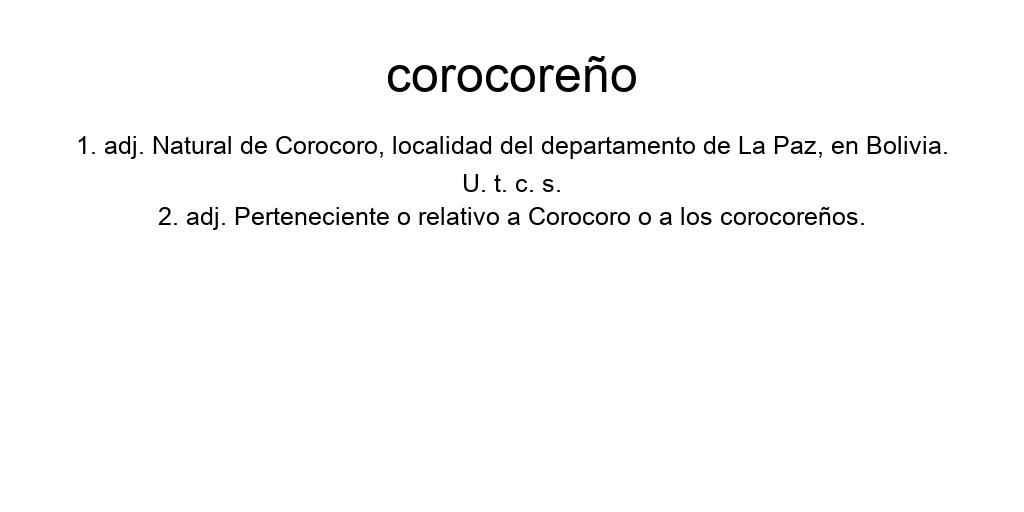 corocoreño
1. adj. Natural de Corocoro, localidad del departamento de La Paz, en Bolivia.
U. t. c. s.
2. adj. Perteneciente o relativo a Corocoro o a los corocoreños.